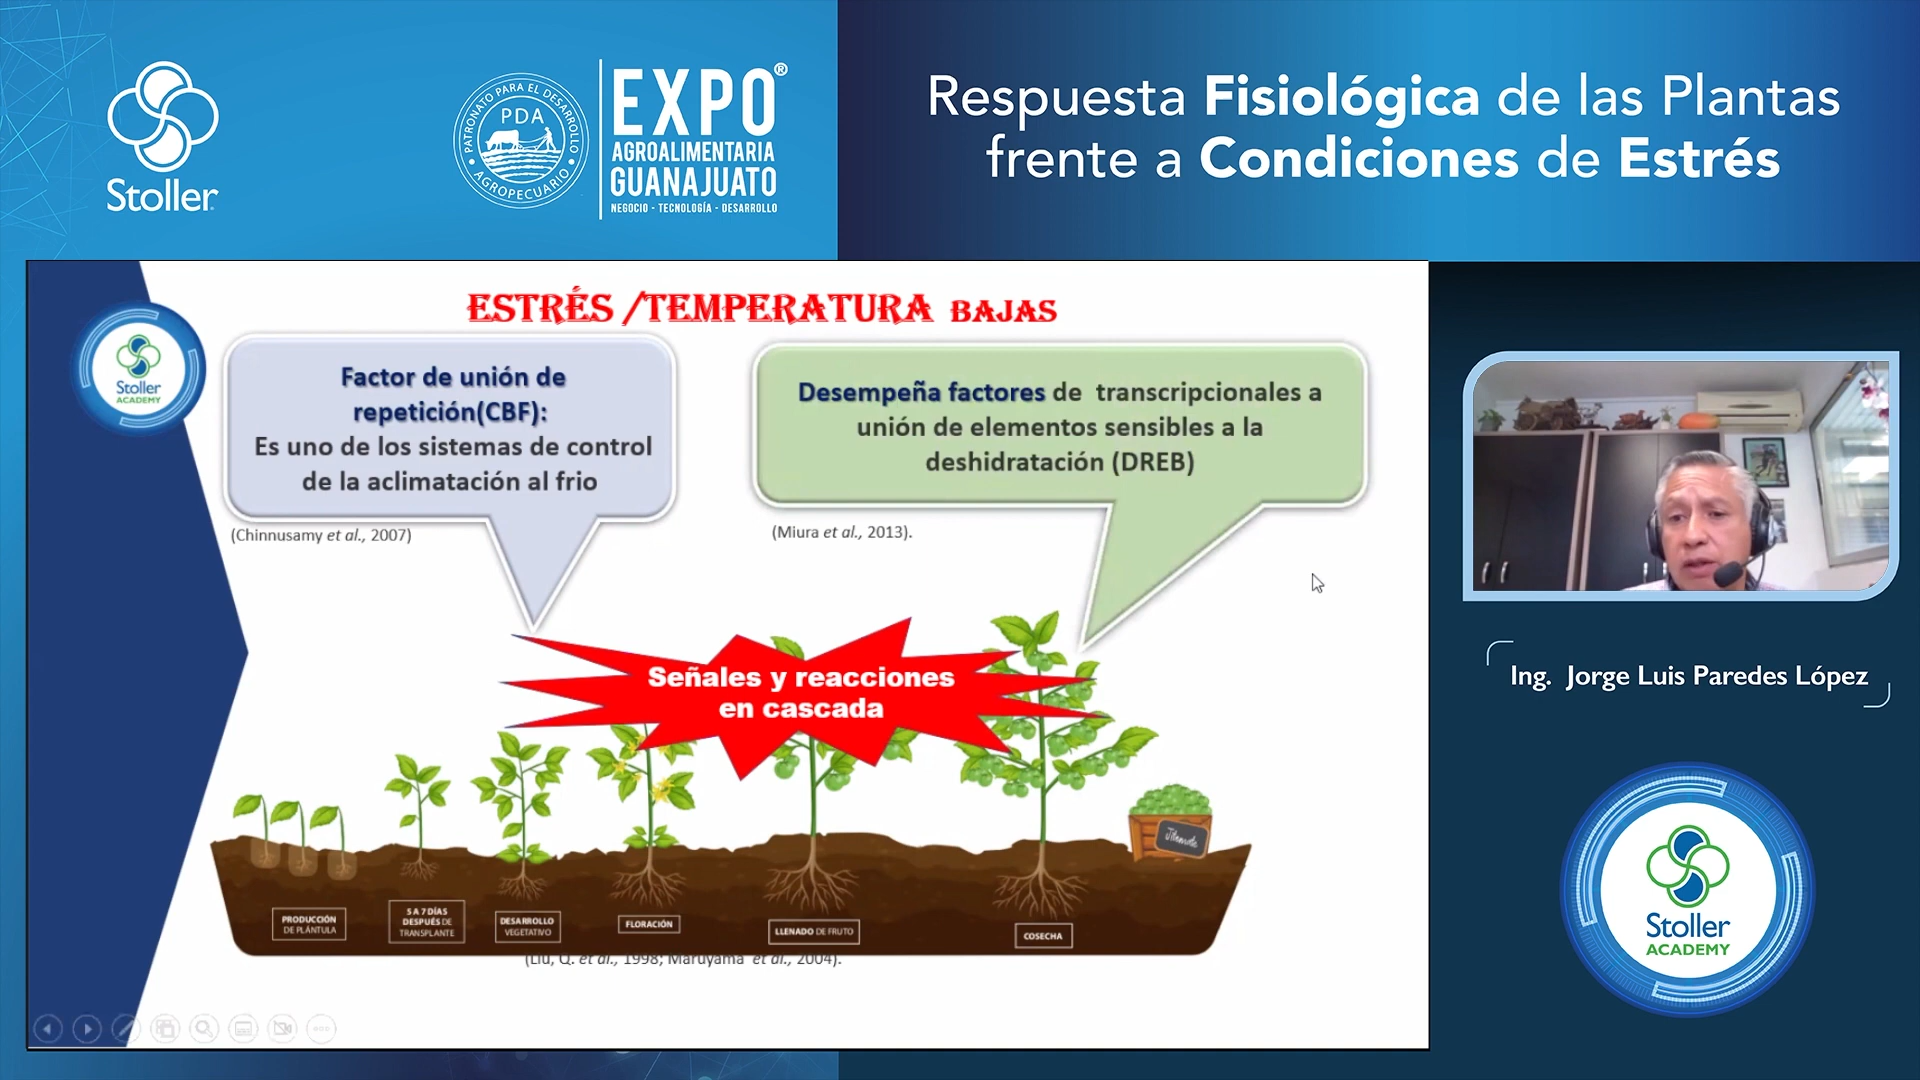 Stoller
PATRONATO PARA EL DESARROLLO
PDA
AGROPECUARIO
EXPO®
AGROALIMENTARIA
GUANAJUATO
NEGOCIO - TECNOLOGÍA - DESARROLLO
Respuesta Fisiológica de las Plantas
frente a Condiciones de Estrés
Stoller
ACADEMY
ESTRÉS /TEMPERATURA BAJAS
Factor de unión de
repetición(CBF):
Es uno de los sistemas de control
de la aclimatación al frio
(Chinnusamy et al., 2007)
Desempeña factores de transcripcionales a
unión de elementos sensibles a la
deshidratación (DREB)
(Miura et al., 2013).
Señales y reacciones
en cascada
PRODUCCIÓN
DE PLÁNTULA
5 A 7 DÍAS
DESPUÉS DE
TRANSPLANTE
DESARROLLO
VEGETATIVO
FLORACIÓN
LLENADO DE FRUTO
COSECHA
(Liu, Q. et al., 1998; Maruyama et al., 2004).
Ing. Jorge Luis Paredes López
Stoller
ACADEMY